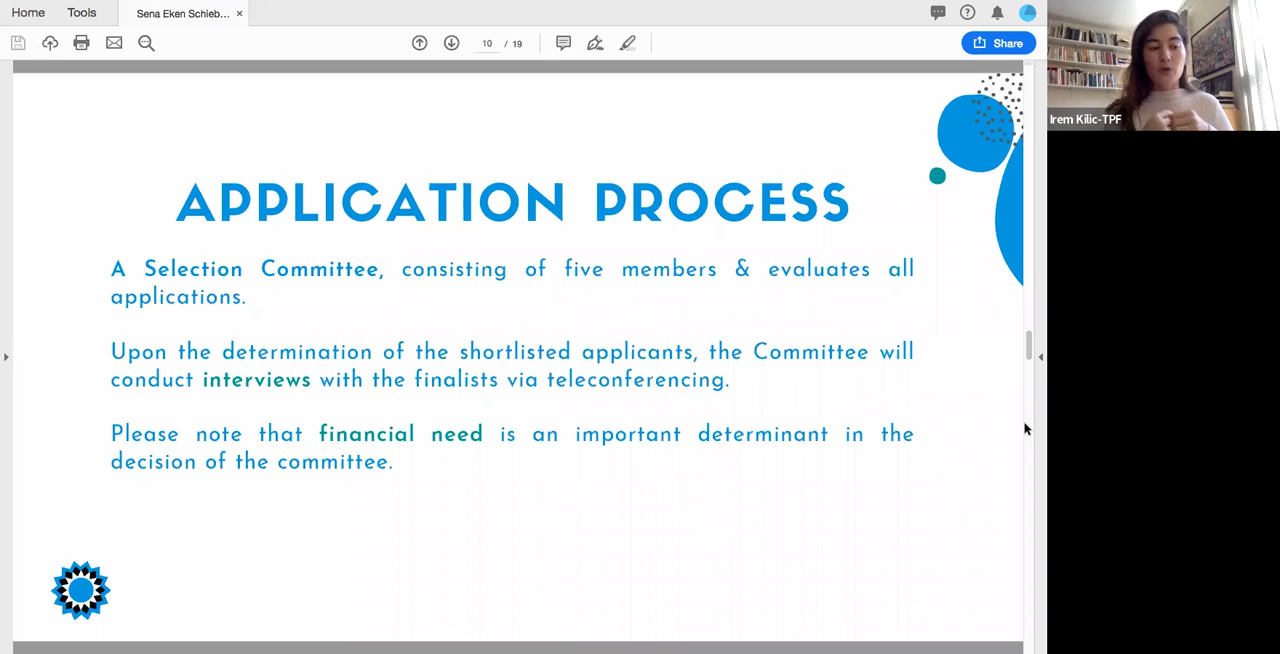 Home Tools Sena Eken Schieb... ×
10 / 19 Share
Irem Kilic-TPF
APPLICATION PROCESS
A Selection Committee, consisting of five members & evaluates all
applications.
Upon the determination of the shortlisted applicants, the Committee will
conduct interviews with the finalists via teleconferencing.
Please note that financial need is an important determinant in the
decision of the committee.